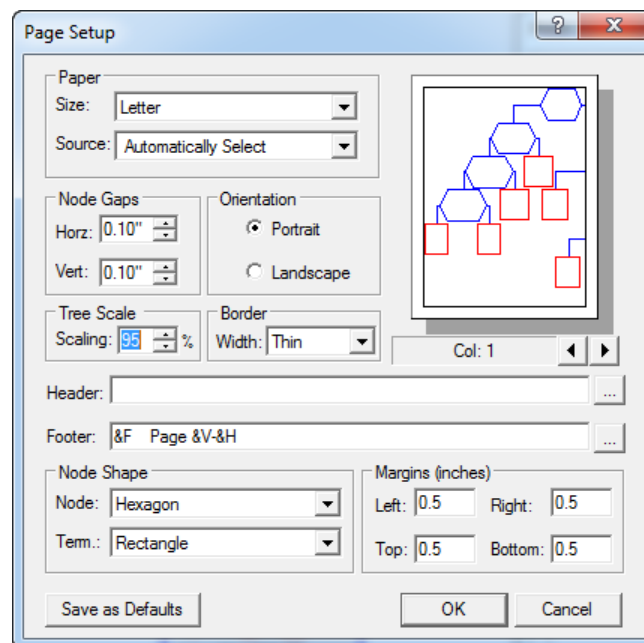 Page Setup
Paper
Size: Letter
Source: Automatically Select
Node Gaps
Horz: 0.10"
Vert: 0.10"
Orientation
Portrait
Landscape
Tree Scale
Scaling: 95 %
Border
Width: Thin
Col: 1
Header: ...
Footer: &F Page &V-&H ...
Node Shape
Node: Hexagon
Term.: Rectangle
Margins (inches)
Left: 0.5 Right: 0.5
Top: 0.5 Bottom: 0.5
Save as Defaults OK Cancel